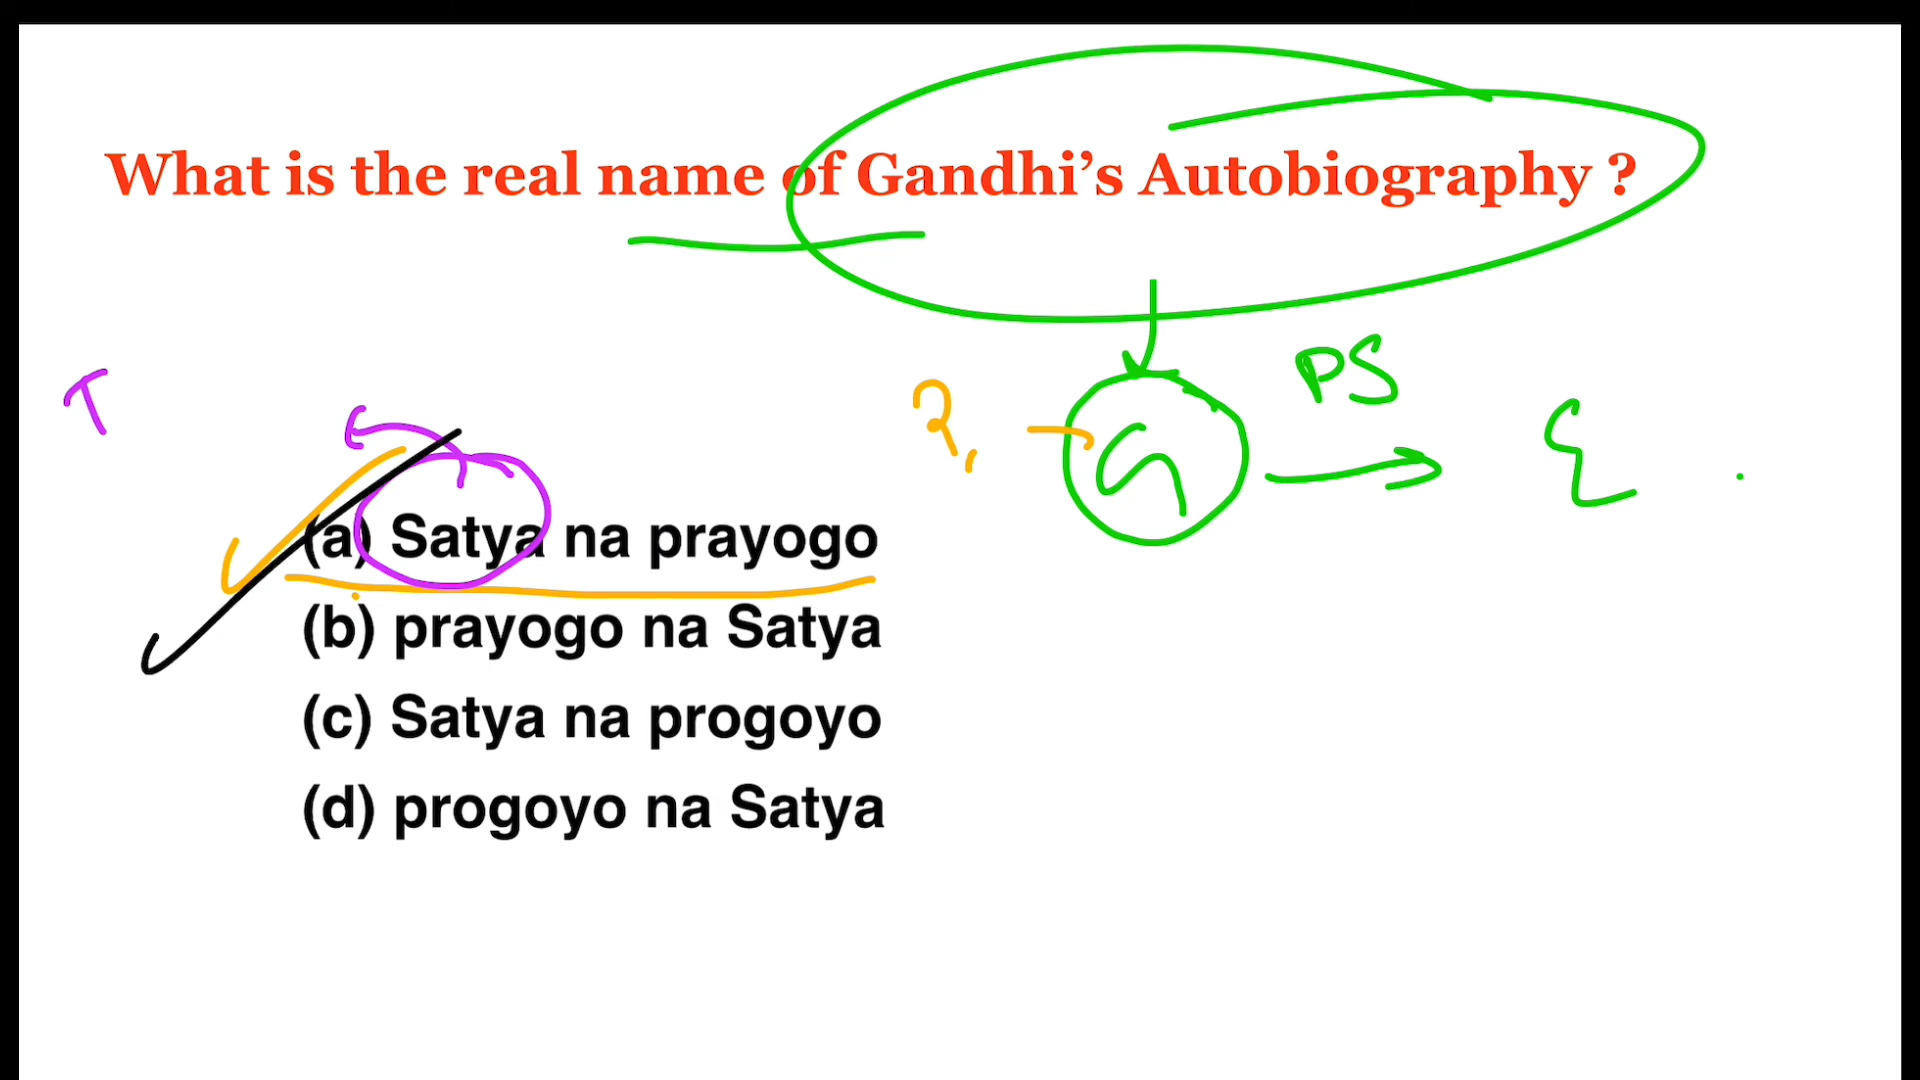 What is the real name of Gandhi’s Autobiography ?
PS
T
G
E
(a) Satya na prayogo
(b) prayogo na Satya
(c) Satya na progoyo
(d) progoyo na Satya